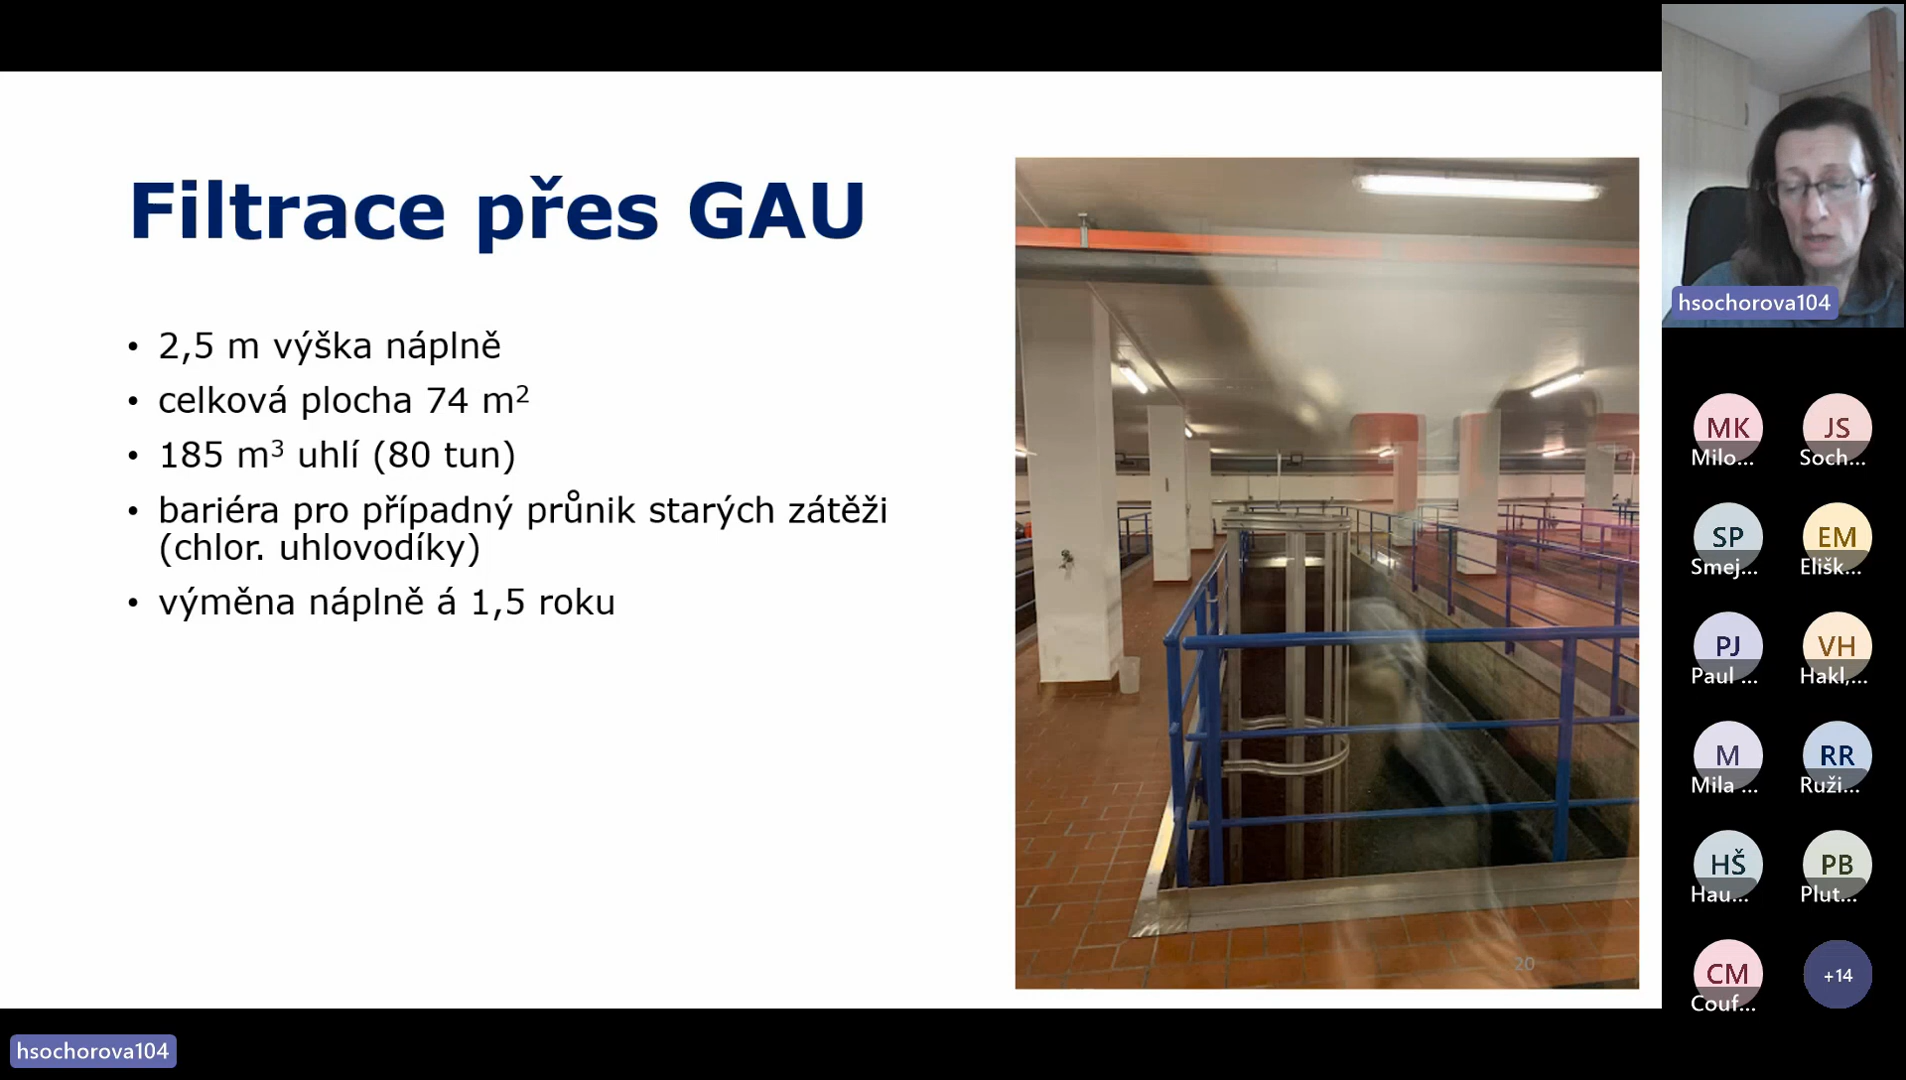 Filtrace přes GAU
• 2,5 m výška náplně
• celková plocha 74 m²
• 185 m³ uhlí (80 tun)
• bariéra pro případný průnik starých zátěži
(chlor. uhlovodíky)
• výměna náplně á 1,5 roku
20
hsochorova104
MK
Milo...
JS
Soch...
SP
Smej...
EM
Elišk...
PJ
Paul ...
VH
Hakl,...
M
Mila ...
RR
Ruži...
HŠ
Hau...
PB
Plut...
CM
Couf...
+14
hsochorova104